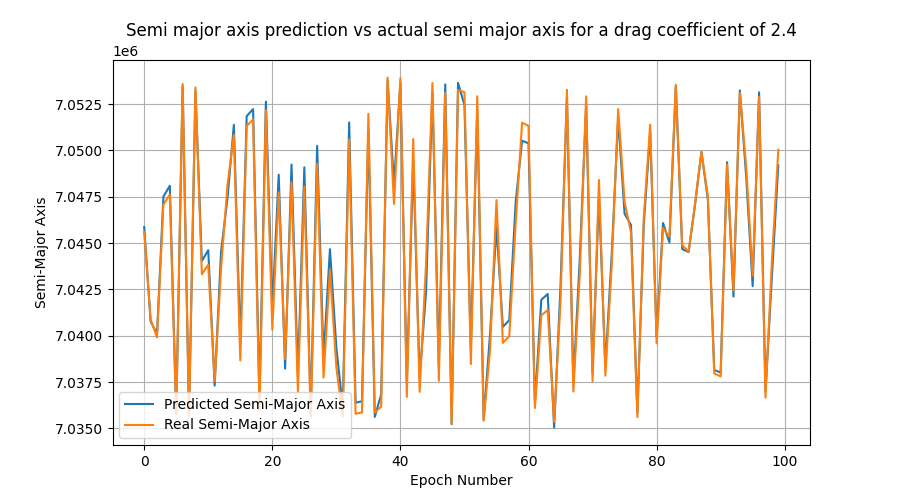 Semi major axis prediction vs actual semi major axis for a drag coefficient of 2.4
1e6
7.0525
7.0500
7.0475
7.0450
7.0425
7.0400
7.0375
7.0350
Semi-Major Axis
Predicted Semi-Major Axis
Real Semi-Major Axis
0 20 40 60 80 100
Epoch Number